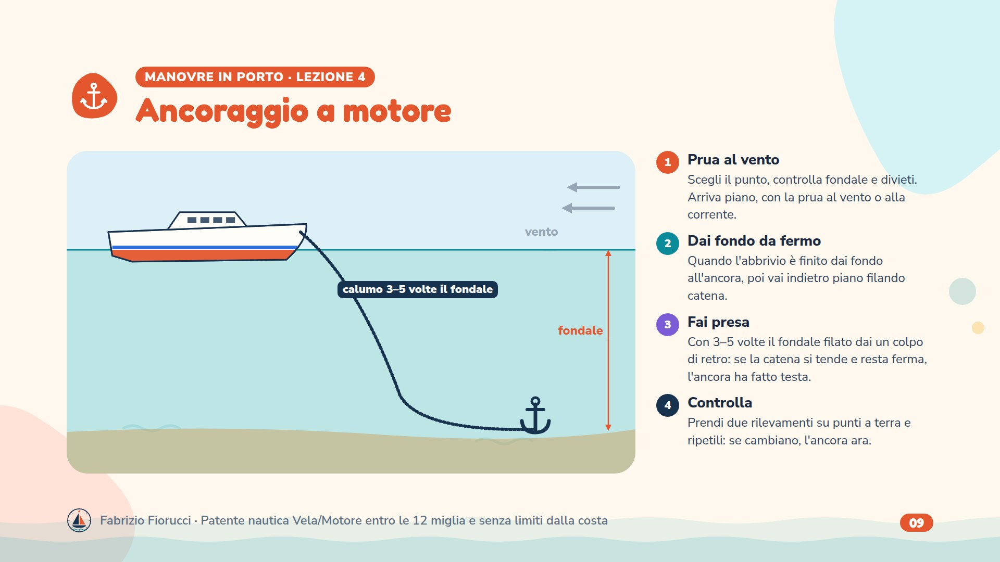 MANOVRE IN PORTO · LEZIONE 4
Ancoraggio a motore
vento
calumo 3–5 volte il fondale
fondale
1
Prua al vento
Scegli il punto, controlla fondale e divieti.
Arriva piano, con la prua al vento o alla
corrente.
2
Dai fondo da fermo
Quando l'abbrivio è finito dai fondo
all'ancora, poi vai indietro piano filando
catena.
3
Fai presa
Con 3–5 volte il fondale filato dai un colpo
di retro: se la catena si tende e resta ferma,
l'ancora ha fatto testa.
4
Controlla
Prendi due rilevamenti su punti a terra e
ripetili: se cambiano, l'ancora ara.
Fabrizio Fiorucci · Patente nautica Vela/Motore entro le 12 miglia e senza limiti dalla costa
09